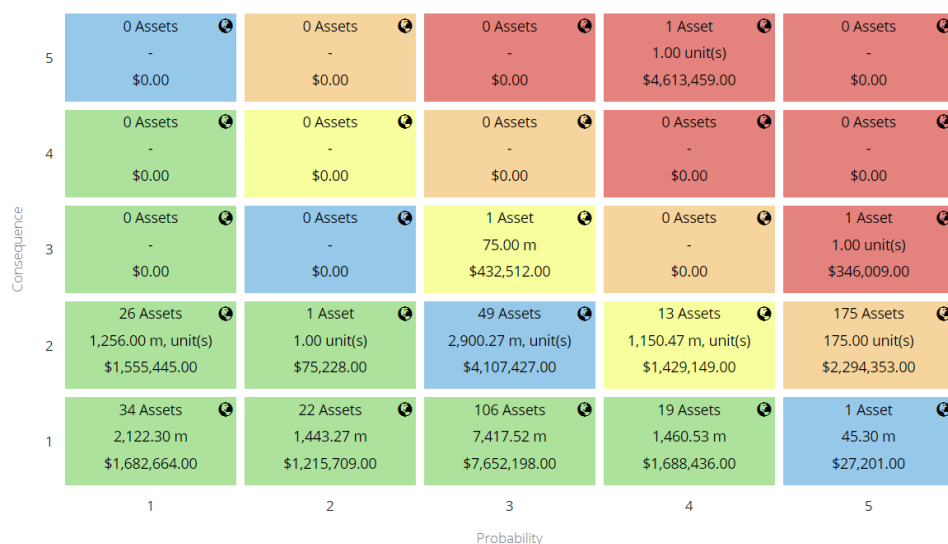 5
0 Assets
-
$0.00
0 Assets
-
$0.00
0 Assets
-
$0.00
1 Asset
1.00 unit(s)
$4,613,459.00
0 Assets
-
$0.00
4
0 Assets
-
$0.00
0 Assets
-
$0.00
0 Assets
-
$0.00
0 Assets
-
$0.00
0 Assets
-
$0.00
Consequence
3
0 Assets
-
$0.00
0 Assets
-
$0.00
1 Asset
75.00 m
$432,512.00
0 Assets
-
$0.00
1 Asset
1.00 unit(s)
$346,009.00
2
26 Assets
1,256.00 m, unit(s)
$1,555,445.00
1 Asset
1.00 unit(s)
$75,228.00
49 Assets
2,900.27 m, unit(s)
$4,107,427.00
13 Assets
1,150.47 m, unit(s)
$1,429,149.00
175 Assets
175.00 unit(s)
$2,294,353.00
1
34 Assets
2,122.30 m
$1,682,664.00
22 Assets
1,443.27 m
$1,215,709.00
106 Assets
7,417.52 m
$7,652,198.00
19 Assets
1,460.53 m
$1,688,436.00
1 Asset
45.30 m
$27,201.00
1
2
3
4
5
Probability